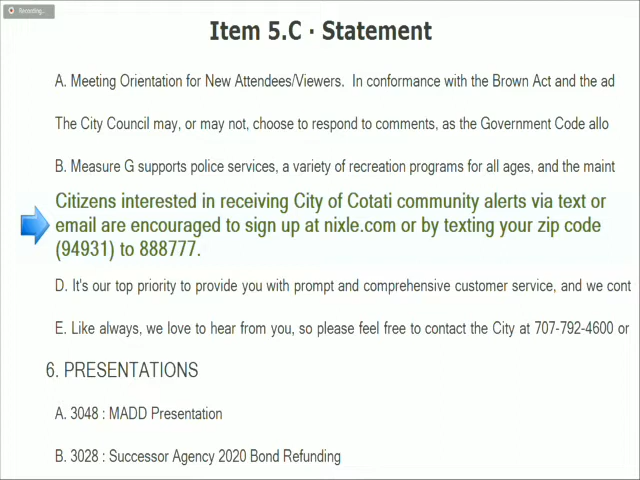 Recording...
Item 5.C · Statement
A. Meeting Orientation for New Attendees/Viewers. In conformance with the Brown Act and the ad
The City Council may, or may not, choose to respond to comments, as the Government Code allo
B. Measure G supports police services, a variety of recreation programs for all ages, and the maint
Citizens interested in receiving City of Cotati community alerts via text or
email are encouraged to sign up at nixle.com or by texting your zip code
(94931) to 888777.
D. It's our top priority to provide you with prompt and comprehensive customer service, and we cont
E. Like always, we love to hear from you, so please feel free to contact the City at 707-792-4600 or
6. PRESENTATIONS
A. 3048 : MADD Presentation
B. 3028 : Successor Agency 2020 Bond Refunding